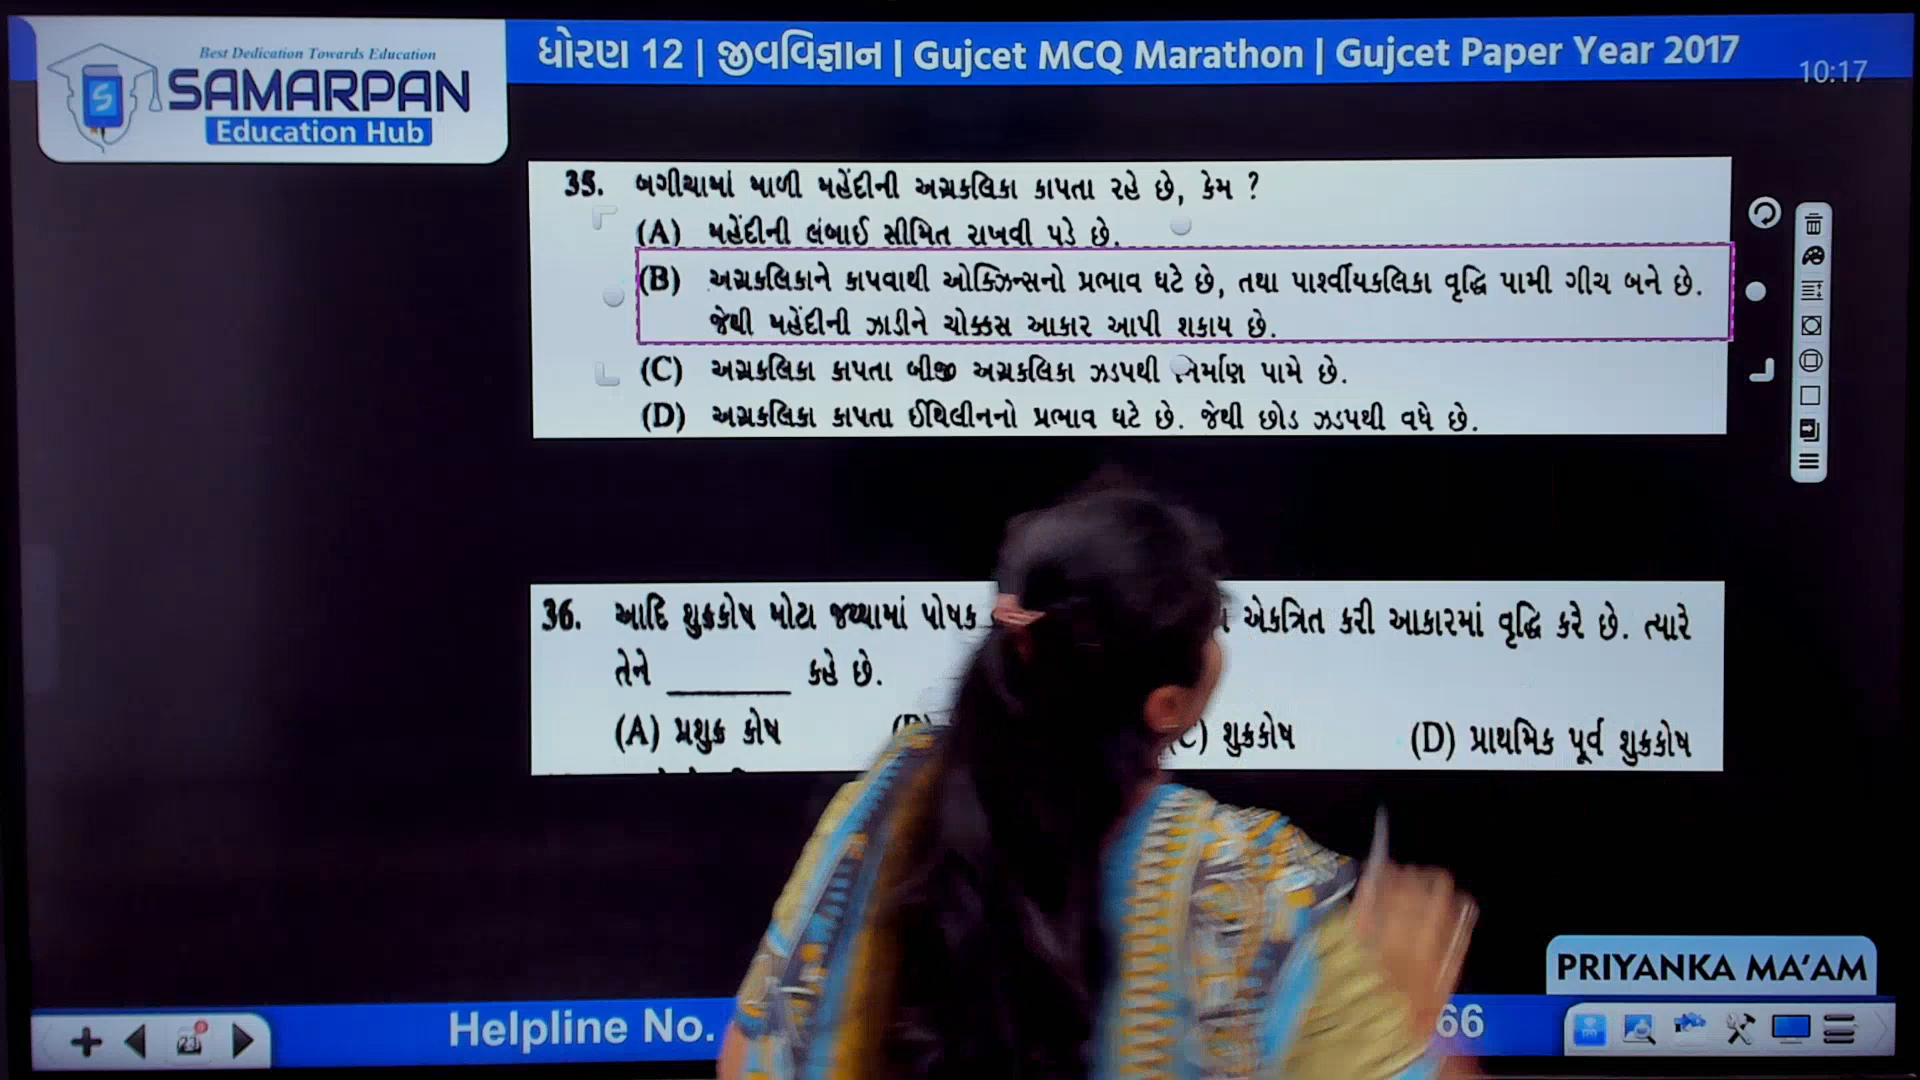 Best Dedication Towards Education
SAMARPAN
Education Hub
ધોરણ 12 | જીવવિજ્ઞાન | Gujcet MCQ Marathon | Gujcet Paper Year 2017
10:17
35. બગીચામાં માળી મહેંદીની અગ્રકલિકા કાપતા રહે છે, કેમ ?
(A) મહેંદીની લંબાઈ સીમિત રાખવી પડે છે.
(B) અગ્રકલિકાને કાપવાથી ઓક્ઝિન્સનો પ્રભાવ ઘટે છે, તથા પાર્શ્વીયકલિકા વૃદ્ધિ પામી ગીચ બને છે.
જેથી મહેંદીની ઝાડીને ચોક્કસ આકાર આપી શકાય છે.
(C) અગ્રકલિકા કાપતા બીજી અગ્રકલિકા ઝડપથી નિર્માણ પામે છે.
(D) અગ્રકલિકા કાપતા ઈથિલીનનો પ્રભાવ ઘટે છે. જેથી છોડ ઝડપથી વધે છે.
36. આદિ શુક્રકોષ મોટા જથ્થામાં પોષક એકત્રિત કરી આકારમાં વૃદ્ધિ કરે છે. ત્યારે
તેને ________ કહે છે.
(A) પ્રશુક્ર કોષ (B) (C) શુક્રકોષ (D) પ્રાથમિક પૂર્વ શુક્રકોષ
PRIYANKA MA'AM
Helpline No. 66
23